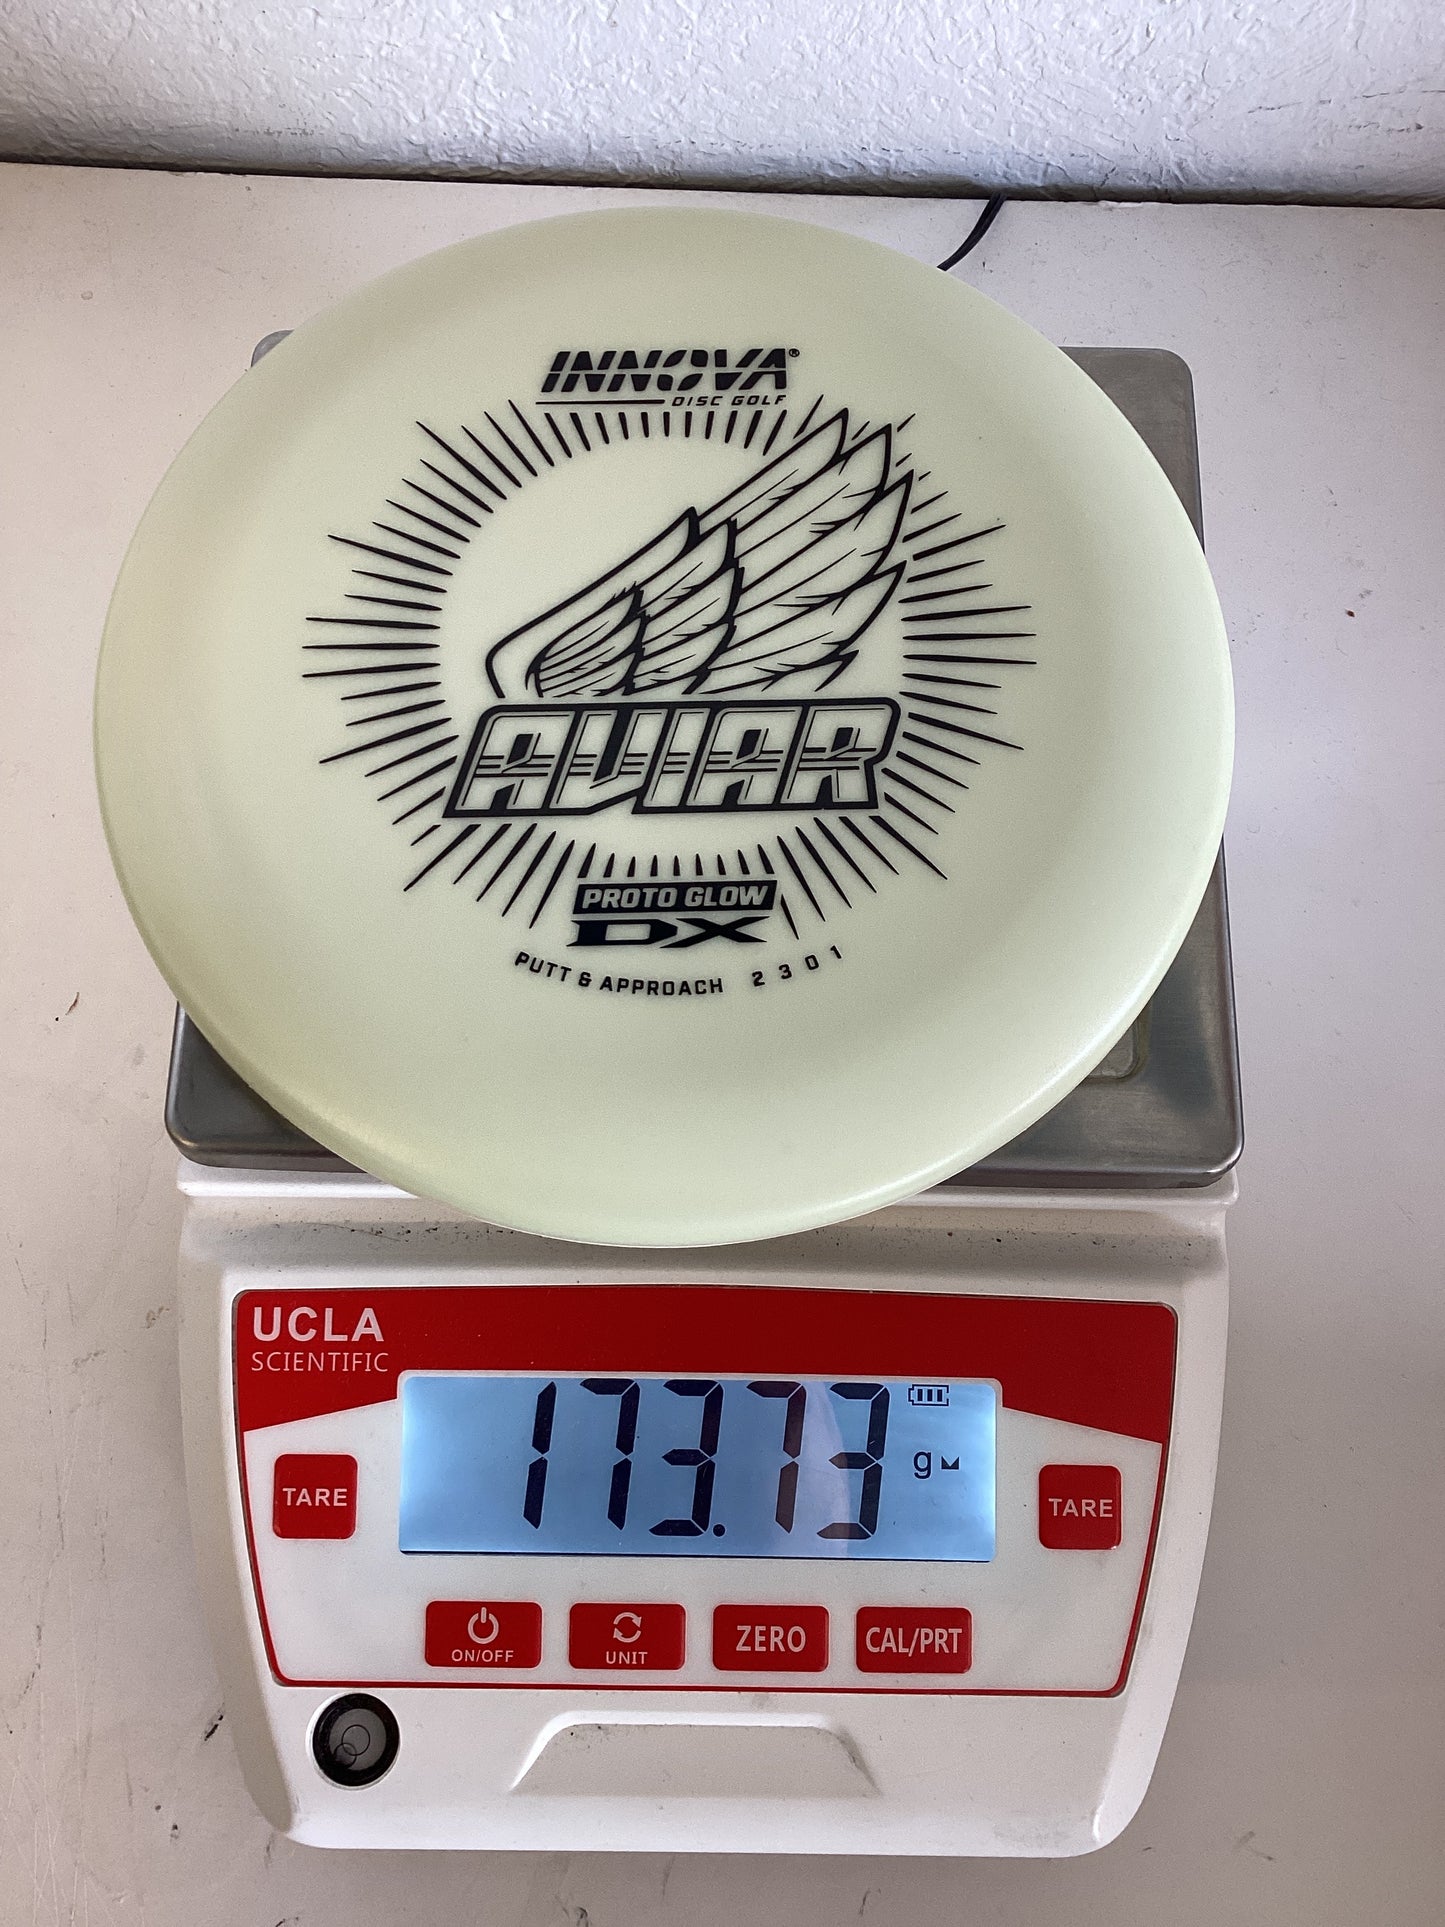 INNOVA®
DISC GOLF
AVIAR
PROTO GLOW
DX
PUTT & APPROACH 2 3 0 1
UCLA
SCIENTIFIC
173.73 g
TARE TARE
ON/OFF UNIT ZERO CAL/PRT